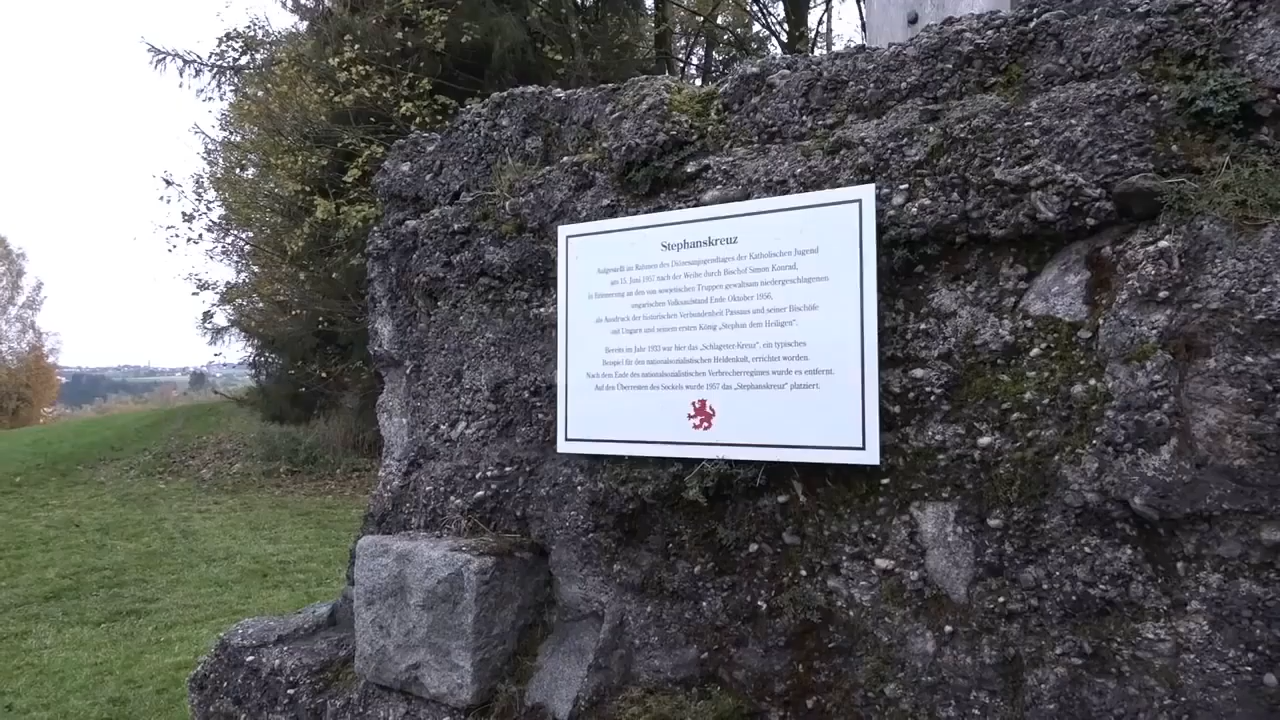 Stephanskreuz
Aufgestellt im Rahmen des Diözesanjugendtages der Katholischen Jugend
am 15. Juni 1957 nach der Weihe durch Bischof Simon Konrad,
in Erinnerung an den von sowjetischen Truppen gewaltsam niedergeschlagenen
ungarischen Volksaufstand Ende Oktober 1956,
als Ausdruck der historischen Verbundenheit Passaus und seiner Bischöfe
mit Ungarn und seinem ersten König „Stephan dem Heiligen“.
Bereits im Jahr 1933 war hier das „Schlageter-Kreuz“, ein typisches
Beispiel für den nationalsozialistischen Heldenkult, errichtet worden.
Nach dem Ende des nationalsozialistischen Verbrecherregimes wurde es entfernt.
Auf den Überresten des Sockels wurde 1957 das „Stephanskreuz“ platziert.